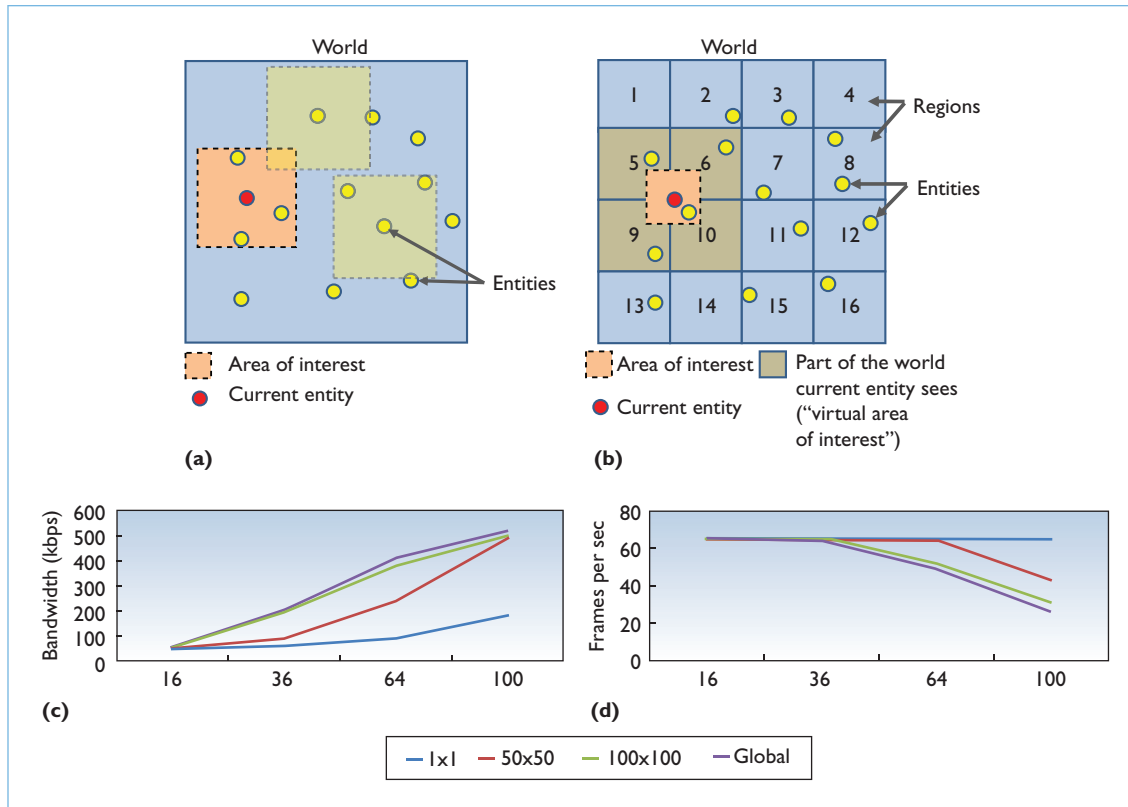 World
Entities
Area of interest
Current entity
(a)
World
1 2 3 4
5 6 7 8
9 10 11 12
13 14 15 16
Regions
Entities
Area of interest
Current entity
Part of the world
current entity sees
(“virtual area
of interest”)
(b)
Bandwidth (kbps)
600
500
400
300
200
100
0
16 36 64 100
(c)
Frames per sec
80
60
40
20
0
16 36 64 100
(d)
1x1 50x50 100x100 Global